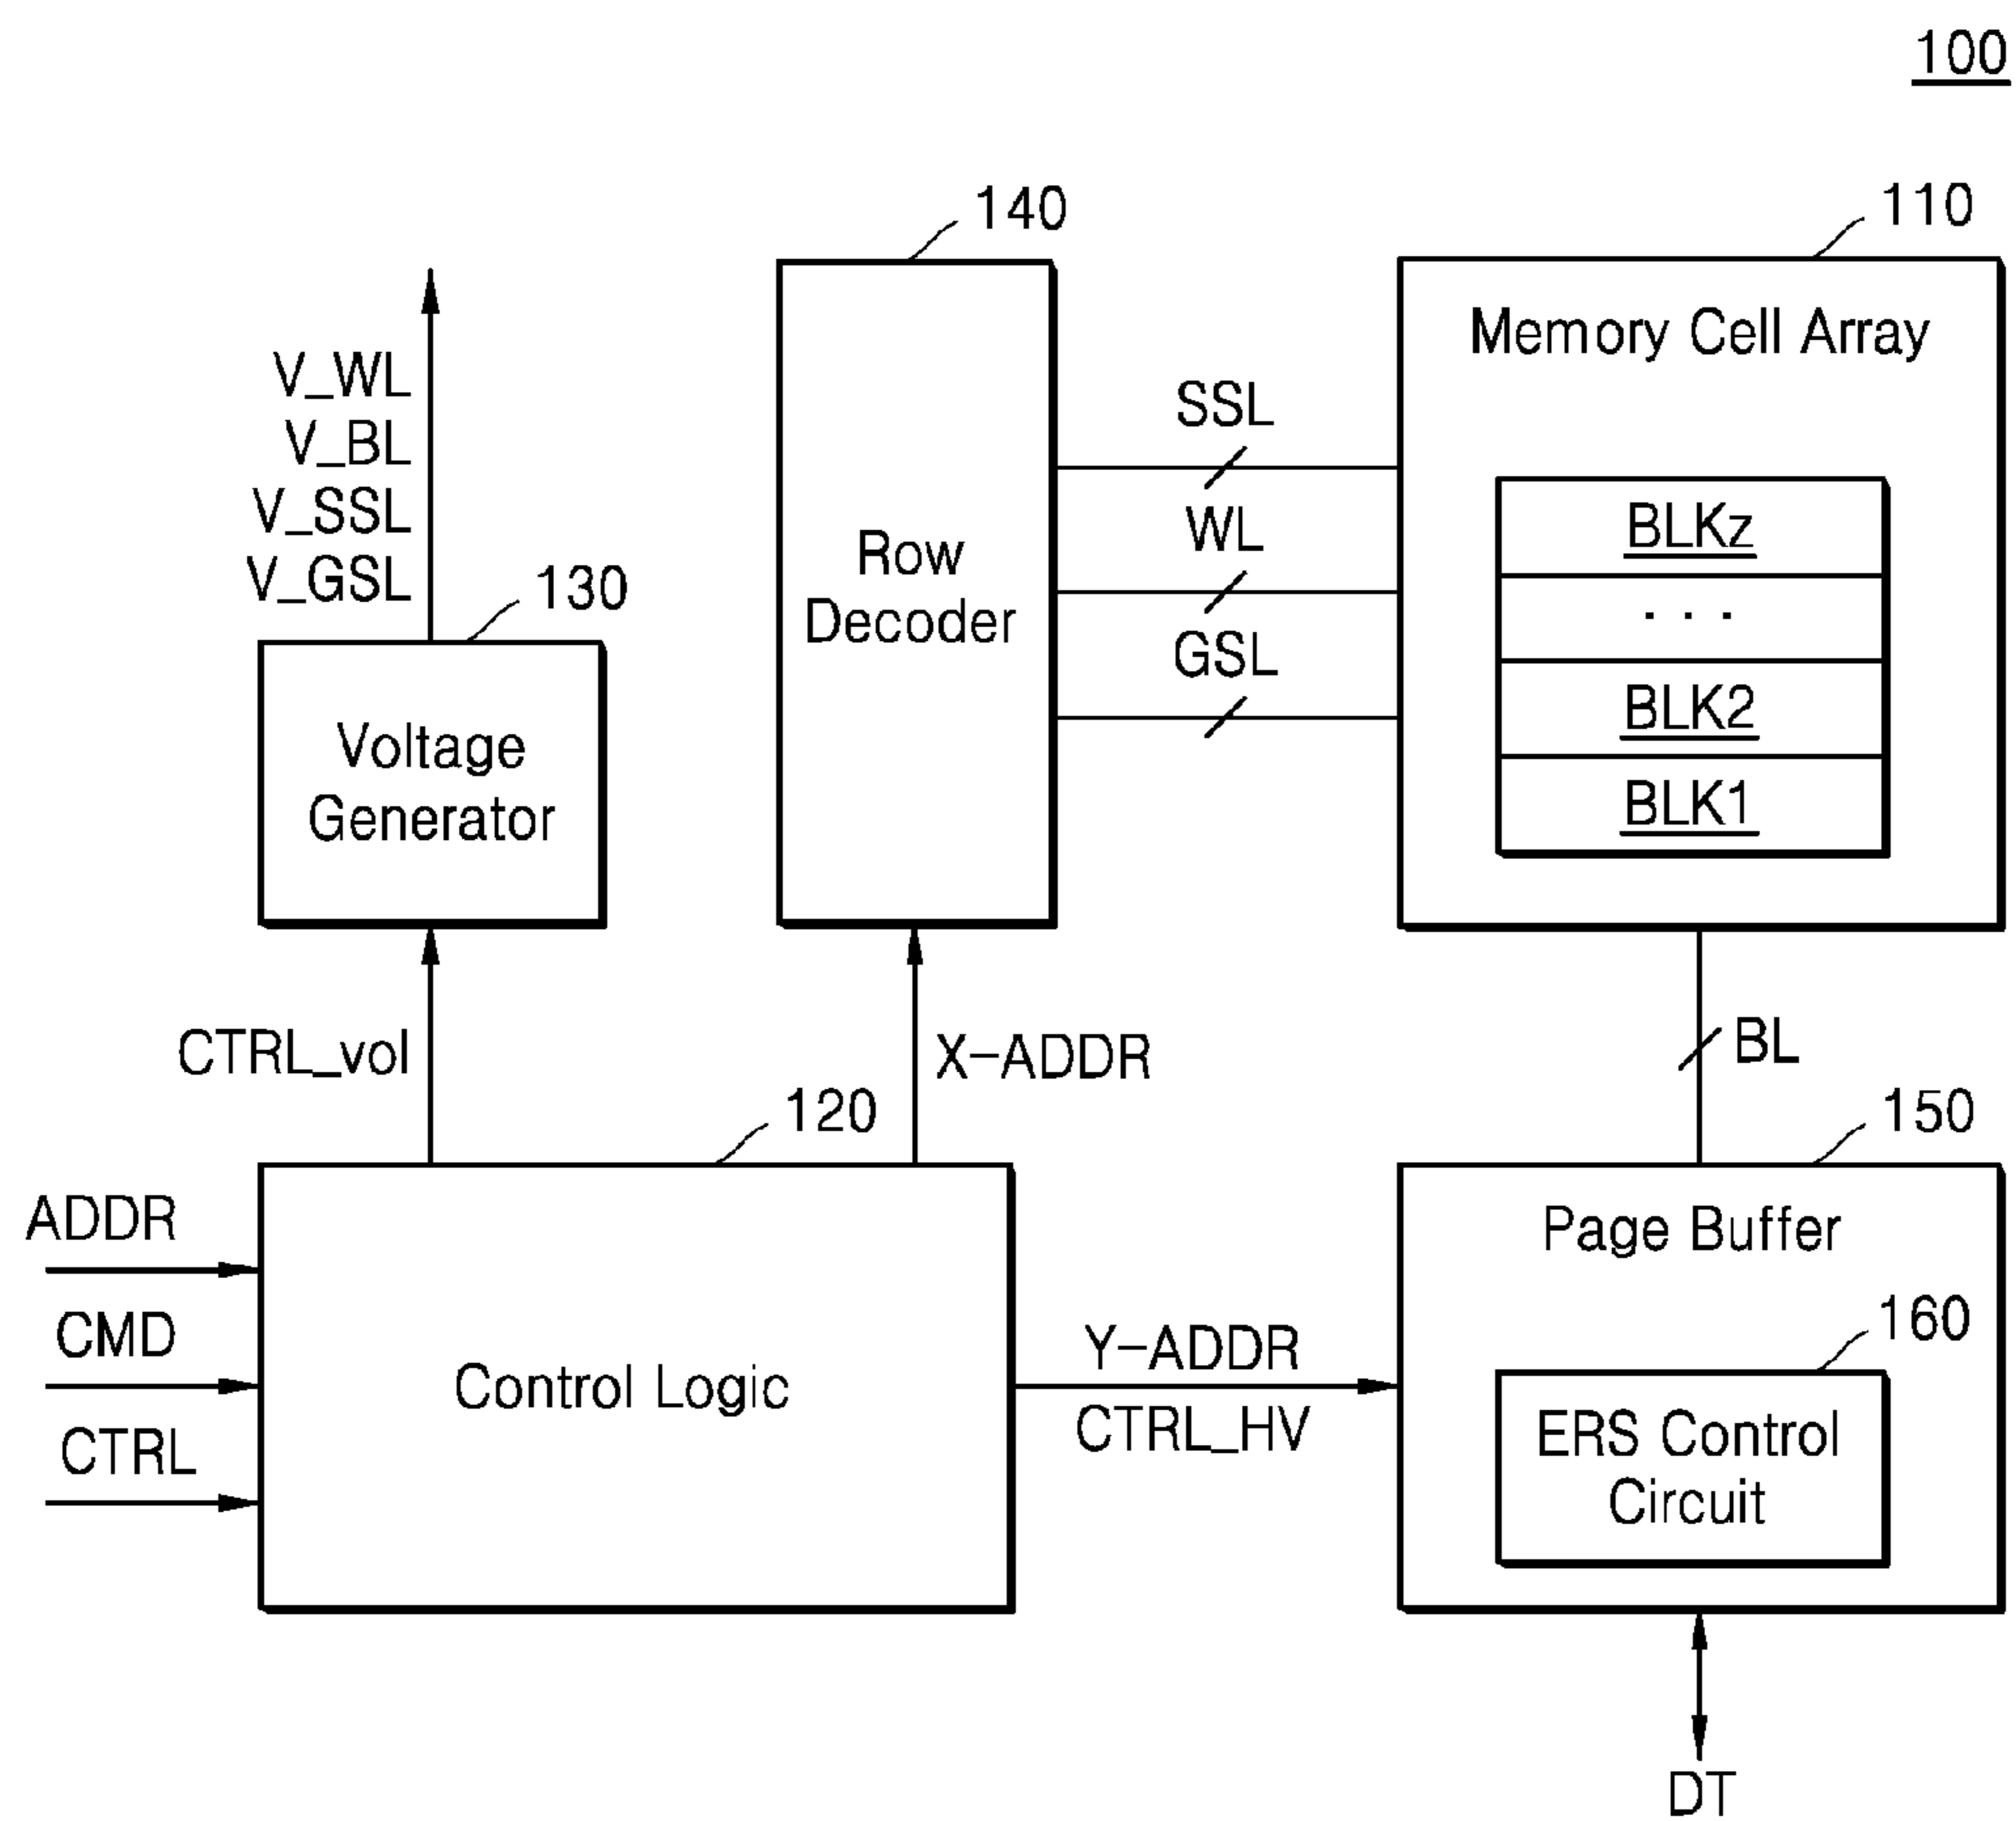 100
140
110
Memory Cell Array
V_WL
V_BL
V_SSL
V_GSL
SSL
WL
GSL
Row
Decoder
BLKz
. . .
BLK2
BLK1
130
Voltage
Generator
CTRL_vol
X-ADDR
BL
120
150
ADDR
CMD
CTRL
Control Logic
Y-ADDR
CTRL_HV
Page Buffer
160
ERS Control
Circuit
DT